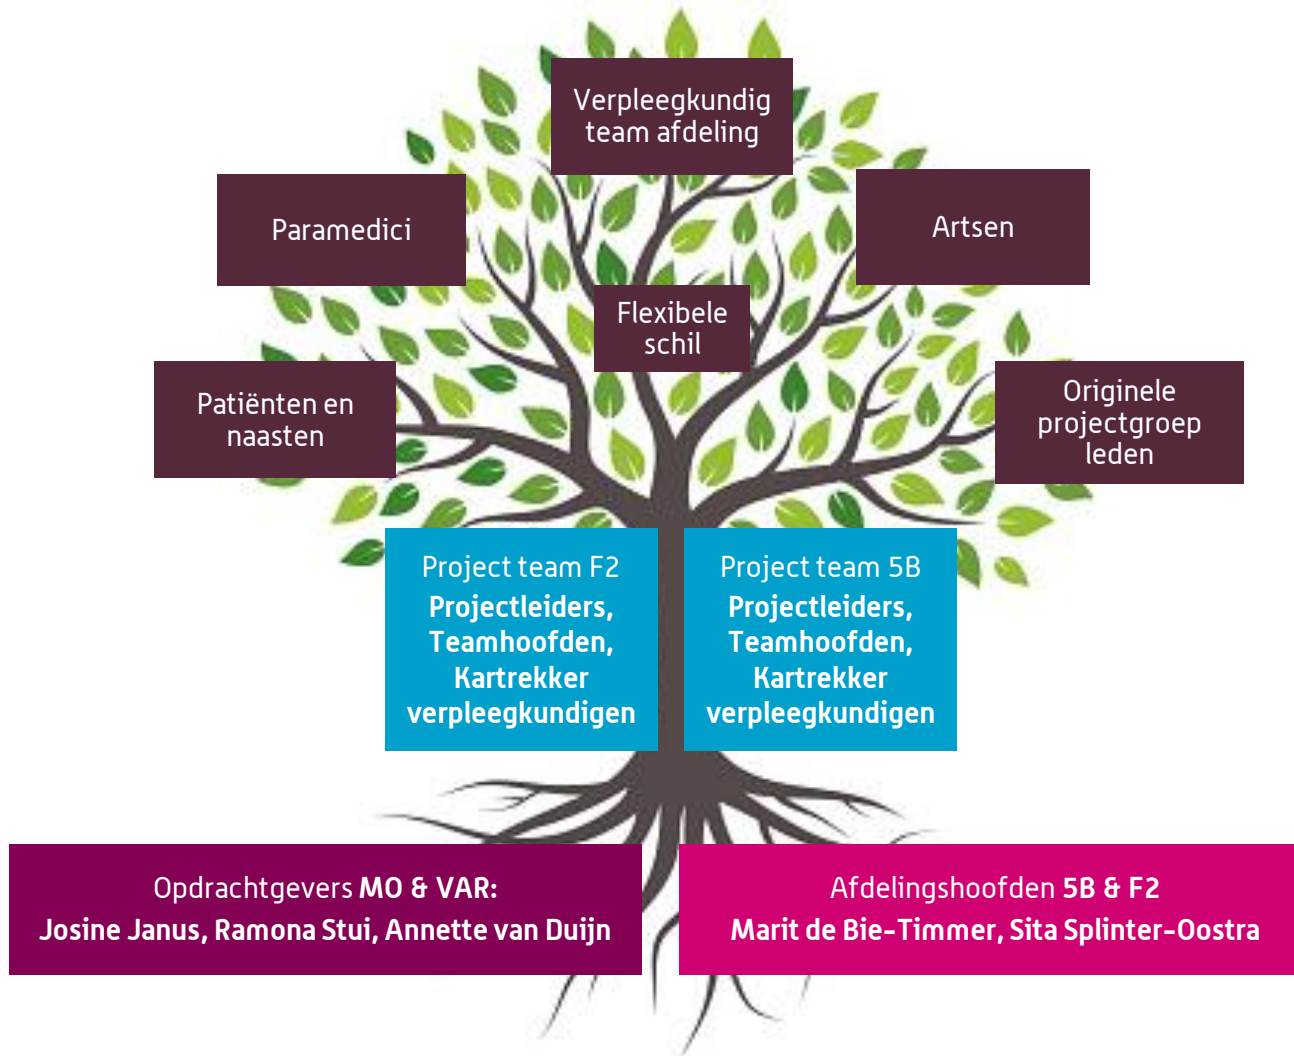 Verpleegkundig
team afdeling
Paramedici
Artsen
Flexibele
schil
Patiënten en
naasten
Originele
projectgroep
leden
Project team F2
Projectleiders,
Teamhoofden,
Kartrekker
verpleegkundigen
Project team 5B
Projectleiders,
Teamhoofden,
Kartrekker
verpleegkundigen
Opdrachtgevers MO & VAR:
Josine Janus, Ramona Stui, Annette van Duijn
Afdelingshoofden 5B & F2
Marit de Bie-Timmer, Sita Splinter-Oostra